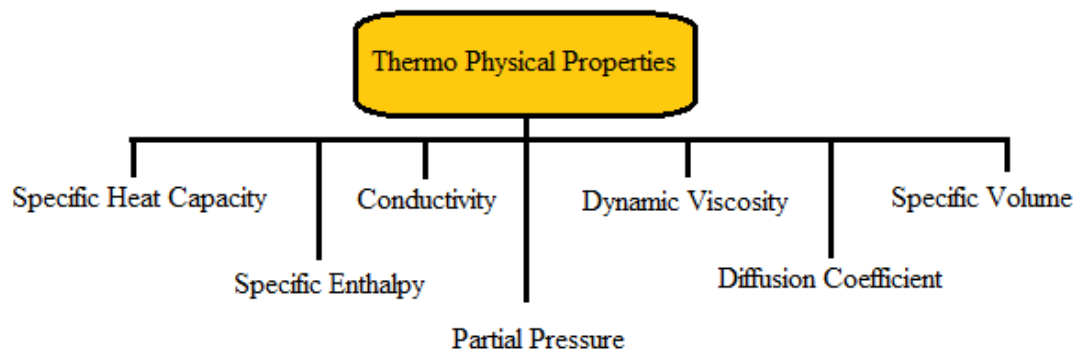 Thermo Physical Properties
Specific Heat Capacity
Conductivity
Dynamic Viscosity
Specific Volume
Specific Enthalpy
Diffusion Coefficient
Partial Pressure